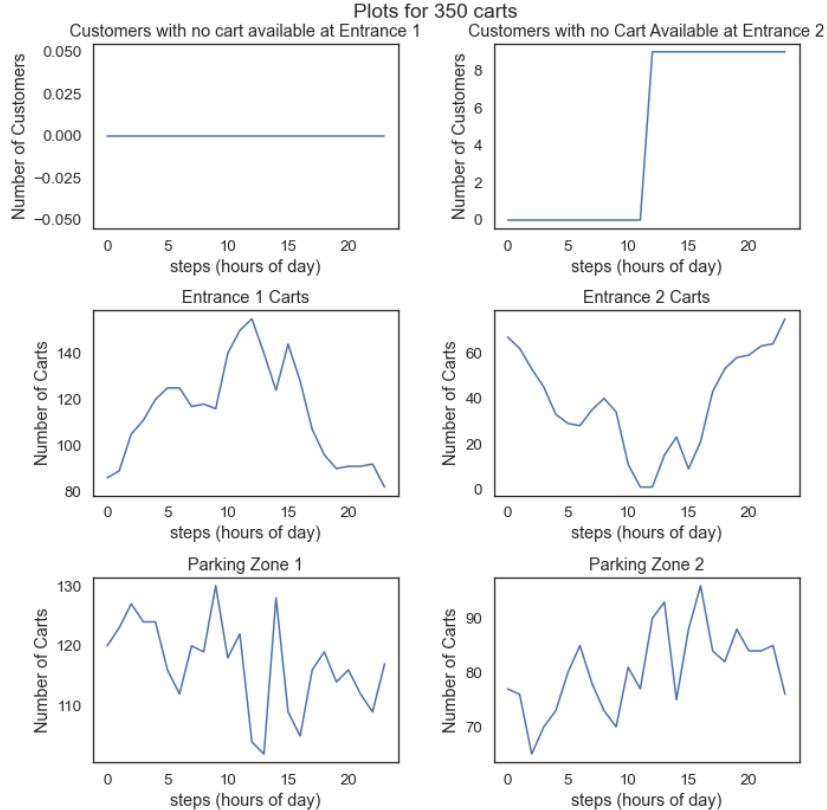 Plots for 350 carts
Customers with no cart available at Entrance 1
Number of Customers
0.050
0.025
0.000
−0.025
−0.050
0 5 10 15 20
steps (hours of day)
Customers with no Cart Available at Entrance 2
Number of Customers
8
6
4
2
0
0 5 10 15 20
steps (hours of day)
Entrance 1 Carts
Number of Carts
140
120
100
80
0 5 10 15 20
steps (hours of day)
Entrance 2 Carts
Number of Carts
60
40
20
0
0 5 10 15 20
steps (hours of day)
Parking Zone 1
Number of Carts
130
120
110
0 5 10 15 20
steps (hours of day)
Parking Zone 2
Number of Carts
90
80
70
0 5 10 15 20
steps (hours of day)